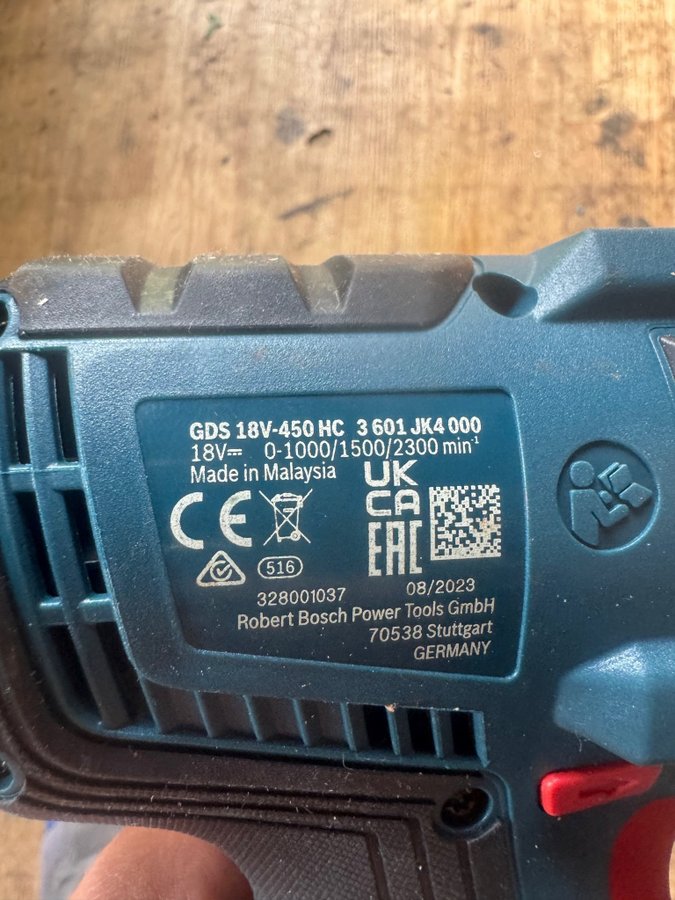 GDS 18V-450 HC 3 601 JK4 000
18V⎓ 0-1000/1500/2300 min⁻¹
Made in Malaysia
UK
CA
CE
EAC
516
328001037 08/2023
Robert Bosch Power Tools GmbH
70538 Stuttgart
GERMANY